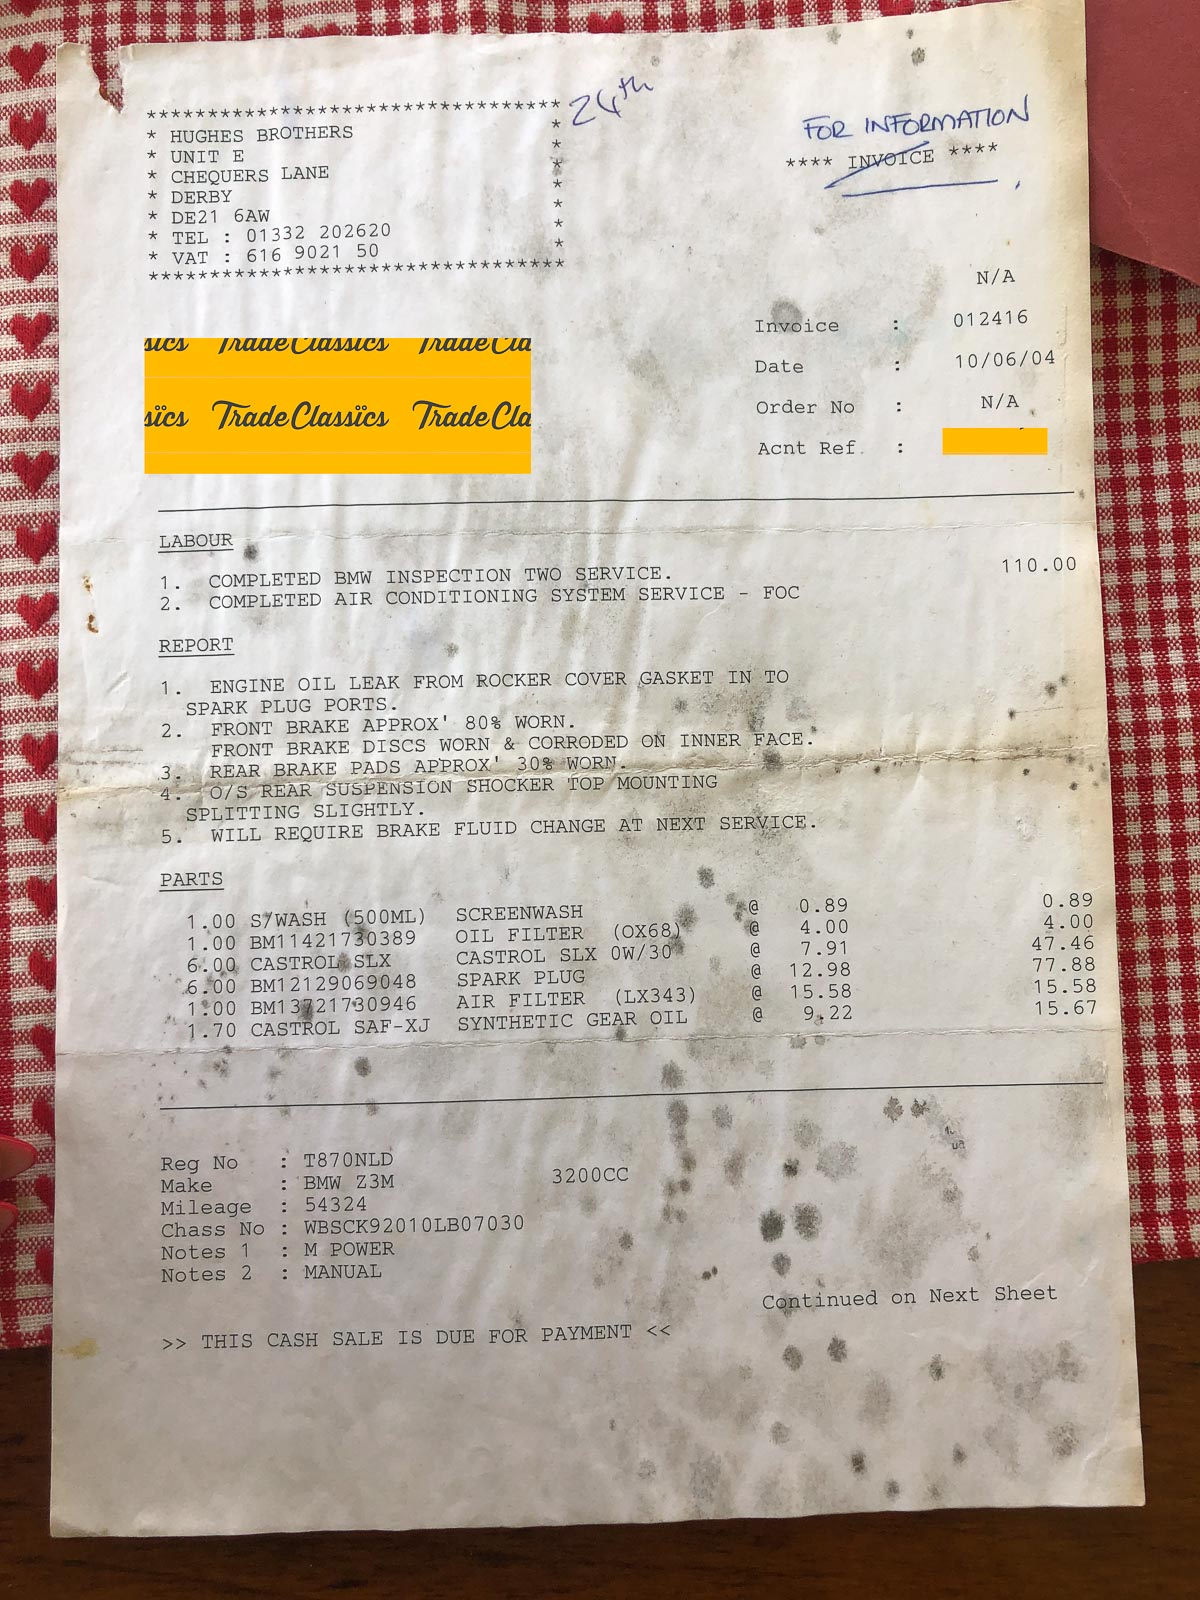 24th
FOR INFORMATION
**** INVOICE ****
**********************************
* HUGHES BROTHERS *
* UNIT E *
* CHEQUERS LANE *
* DERBY *
* DE21 6AW *
* TEL : 01332 202620 *
* VAT : 616 9021 50 *
**********************************
N/A
Invoice : 012416
Date : 10/06/04
Order No : N/A
Acnt Ref. :
sics TradeClassics TradeCla
sïcs TradeClassïcs TradeCla
LABOUR
1. COMPLETED BMW INSPECTION TWO SERVICE. 110.00
2. COMPLETED AIR CONDITIONING SYSTEM SERVICE - FOC
REPORT
1. ENGINE OIL LEAK FROM ROCKER COVER GASKET IN TO
SPARK PLUG PORTS.
2. FRONT BRAKE APPROX' 80% WORN.
FRONT BRAKE DISCS WORN & CORRODED ON INNER FACE.
3. REAR BRAKE PADS APPROX' 30% WORN.
4. O/S REAR SUSPENSION SHOCKER TOP MOUNTING
SPLITTING SLIGHTLY.
5. WILL REQUIRE BRAKE FLUID CHANGE AT NEXT SERVICE.
PARTS
1.00 S/WASH (500ML) SCREENWASH @ 0.89 0.89
1.00 BM11421730389 OIL FILTER (OX68) @ 4.00 4.00
6.00 CASTROL SLX CASTROL SLX 0W/30 @ 7.91 47.46
6.00 BM12129069048 SPARK PLUG @ 12.98 77.88
1.00 BM13721730946 AIR FILTER (LX343) @ 15.58 15.58
1.70 CASTROL SAF-XJ SYNTHETIC GEAR OIL @ 9.22 15.67
Reg No : T870NLD
Make : BMW Z3M 3200CC
Mileage : 54324
Chass No : WBSCK92010LB07030
Notes 1 : M POWER
Notes 2 : MANUAL
Continued on Next Sheet
>> THIS CASH SALE IS DUE FOR PAYMENT <<